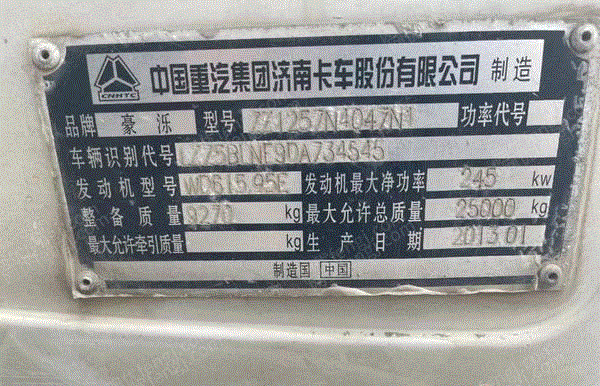 CNHTC 中国重汽集团济南卡车股份有限公司 制造
品牌 豪泺 型号 ZZ1257N4047N1 功率代号
车辆识别代号 LZZ5BLNF9DA734545
发动机型号 WD615.95E 发动机最大净功率 245 kw
整备质量 9270 kg 最大允许总质量 25000 kg
最大允许牵引质量 kg 生产日期 2013.01
制造国 中国